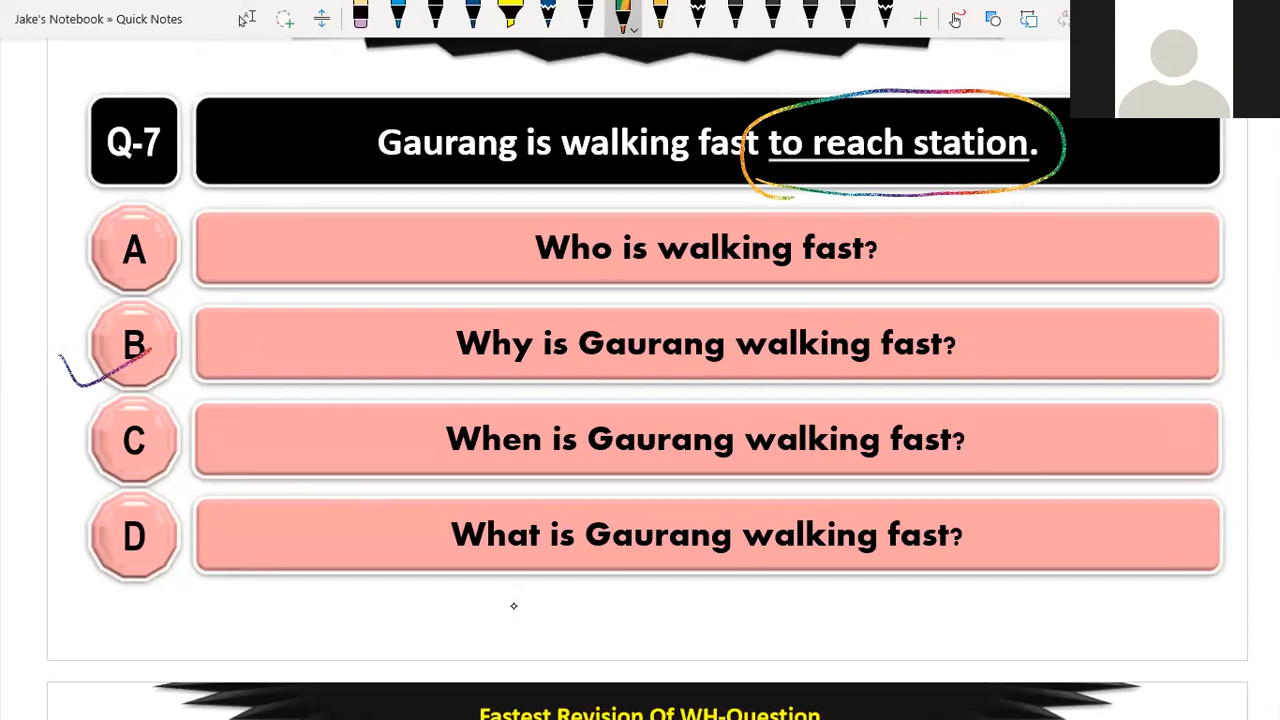 Jake's Notebook » Quick Notes
Q-7
Gaurang is walking fast to reach station.
A
Who is walking fast?
B
Why is Gaurang walking fast?
C
When is Gaurang walking fast?
D
What is Gaurang walking fast?
Fastest Revision Of WH-Question